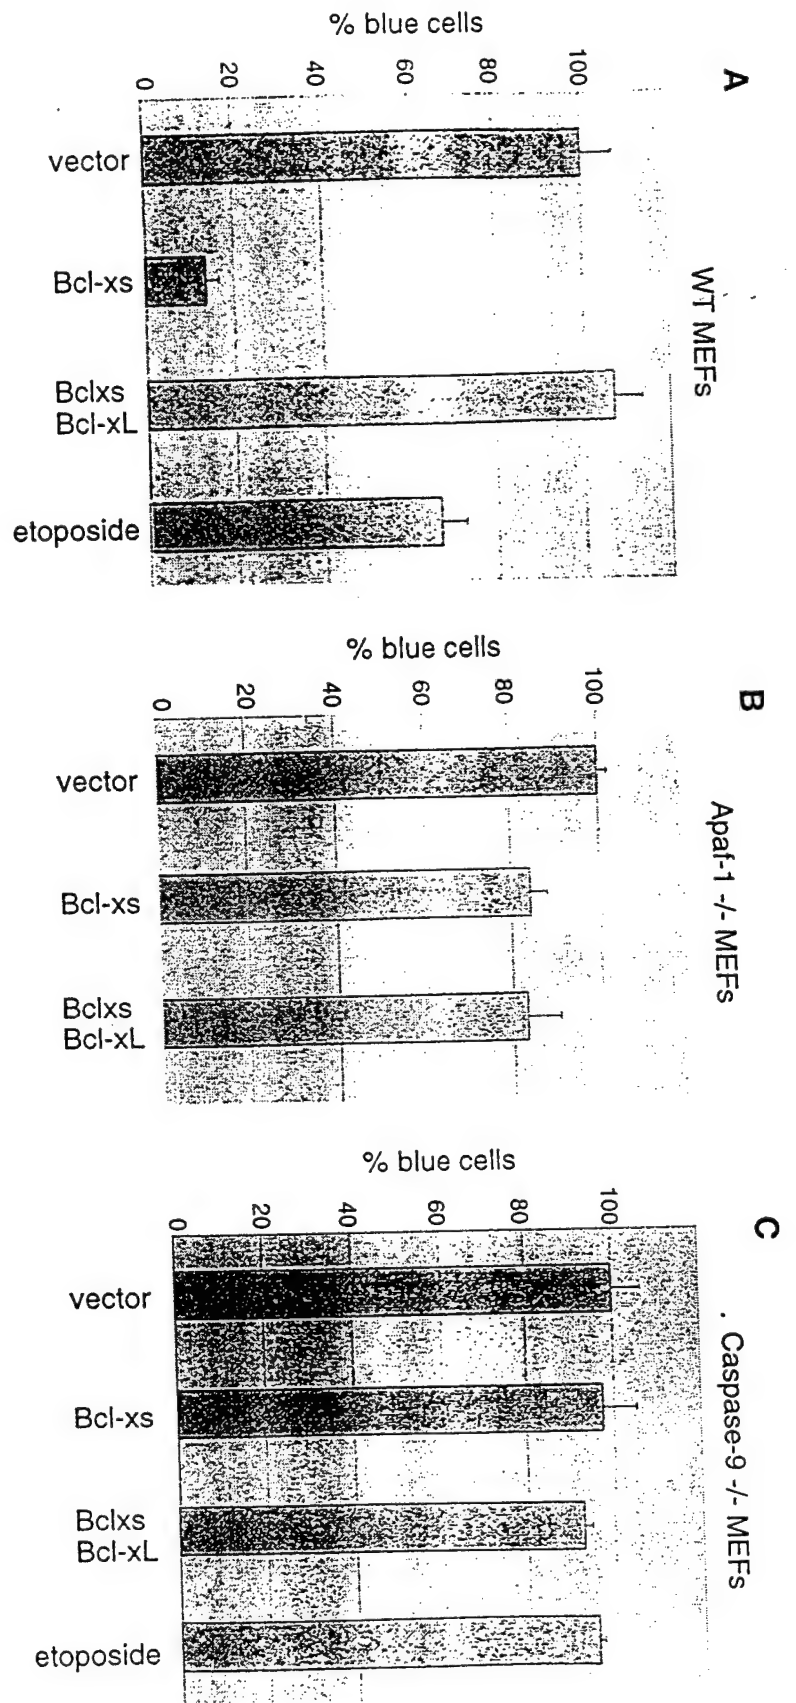 A
WT MEFs
% blue cells
0
20
40
60
80
100
vector
Bcl-xs
Bclxs
Bcl-xL
etoposide
B
Apaf-1 -/- MEFs
% blue cells
0
20
40
60
80
100
vector
Bcl-xs
Bclxs
Bcl-xL
C
Caspase-9 -/- MEFs
% blue cells
0
20
40
60
80
100
vector
Bcl-xs
Bclxs
Bcl-xL
etoposide